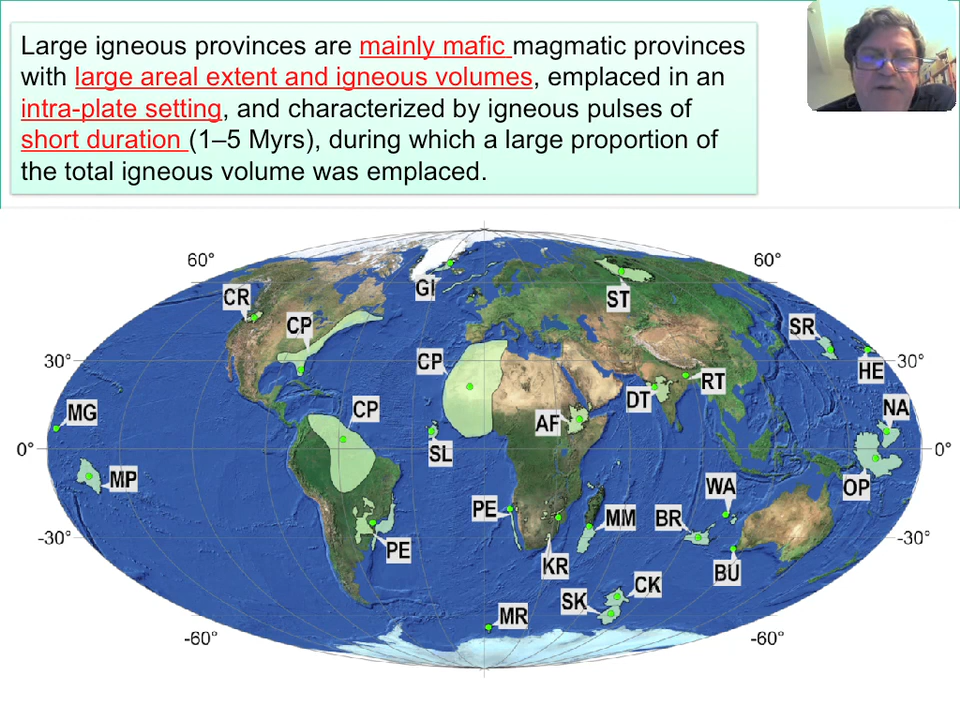 Large igneous provinces are mainly mafic magmatic provinces
with large areal extent and igneous volumes, emplaced in an
intra-plate setting, and characterized by igneous pulses of
short duration (1–5 Myrs), during which a large proportion of
the total igneous volume was emplaced.
60°
60°
GI
ST
CR
CP
SR
30°
CP
30°
HE
RT
DT
MG
CP
AF
NA
0°
SL
0°
MP
WA
OP
PE
MM
BR
-30°
-30°
PE
KR
BU
CK
SK
MR
-60°
-60°